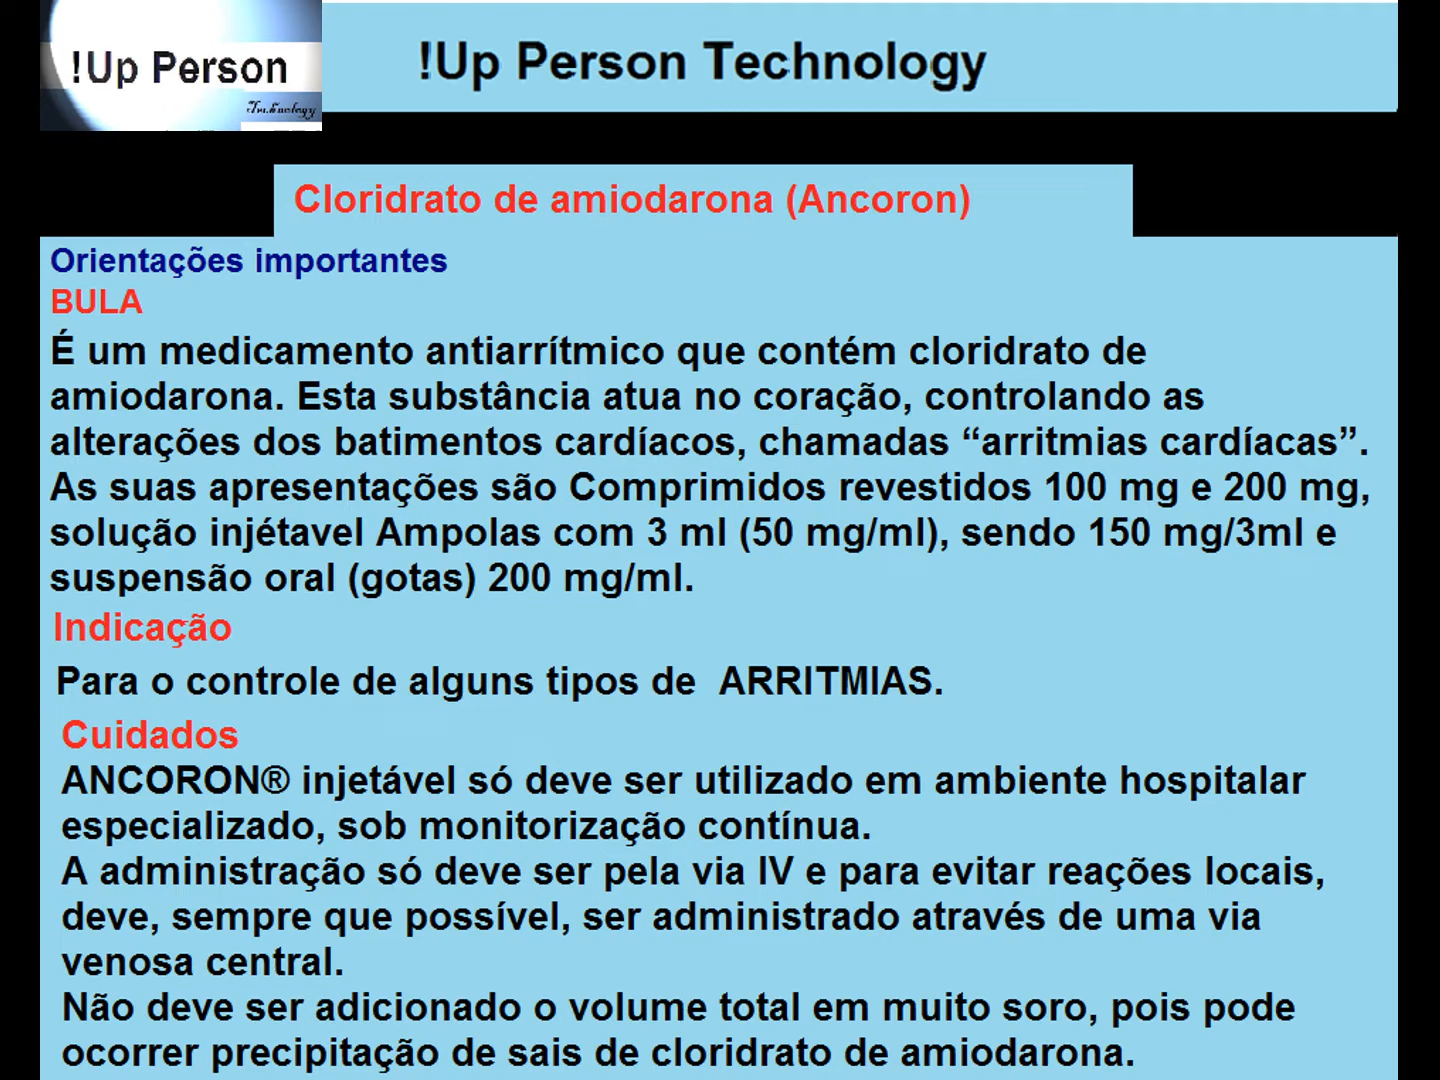 !Up Person
Technology
!Up Person Technology
Cloridrato de amiodarona (Ancoron)
Orientações importantes
BULA
É um medicamento antiarrítmico que contém cloridrato de
amiodarona. Esta substância atua no coração, controlando as
alterações dos batimentos cardíacos, chamadas “arritmias cardíacas”.
As suas apresentações são Comprimidos revestidos 100 mg e 200 mg,
solução injétavel Ampolas com 3 ml (50 mg/ml), sendo 150 mg/3ml e
suspensão oral (gotas) 200 mg/ml.
Indicação
Para o controle de alguns tipos de  ARRITMIAS.
Cuidados
ANCORON® injetável só deve ser utilizado em ambiente hospitalar
especializado, sob monitorização contínua.
A administração só deve ser pela via IV e para evitar reações locais,
deve, sempre que possível, ser administrado através de uma via
venosa central.
Não deve ser adicionado o volume total em muito soro, pois pode
ocorrer precipitação de sais de cloridrato de amiodarona.